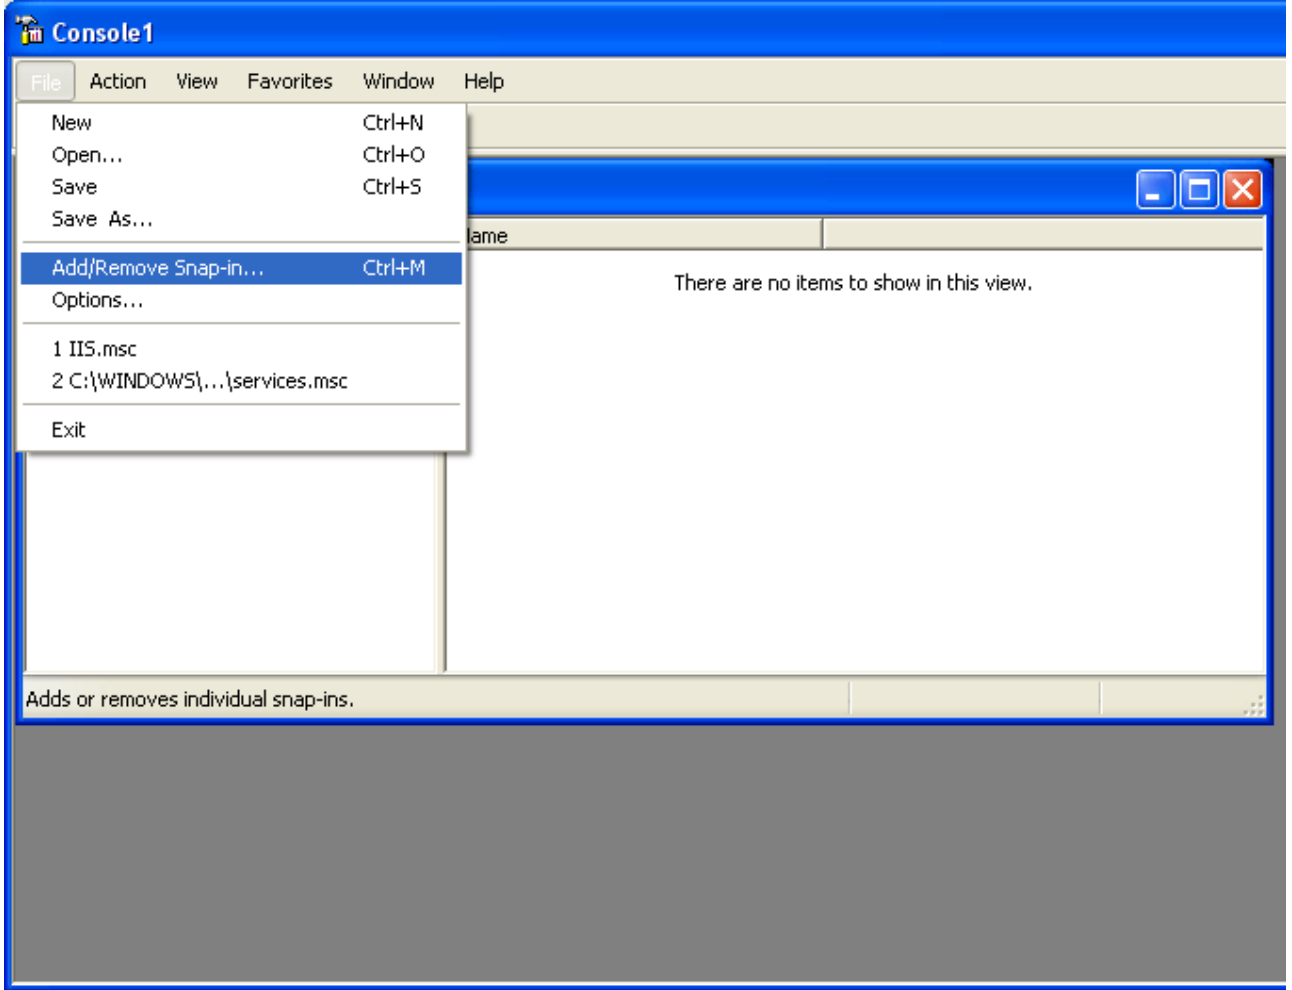 Console1
File Action View Favorites Window Help
New Ctrl+N
Open... Ctrl+O
Save Ctrl+S
Save As...
Add/Remove Snap-in... Ctrl+M
Options...
1 IIS.msc
2 C:\WINDOWS\...\services.msc
Exit
ame
There are no items to show in this view.
Adds or removes individual snap-ins.